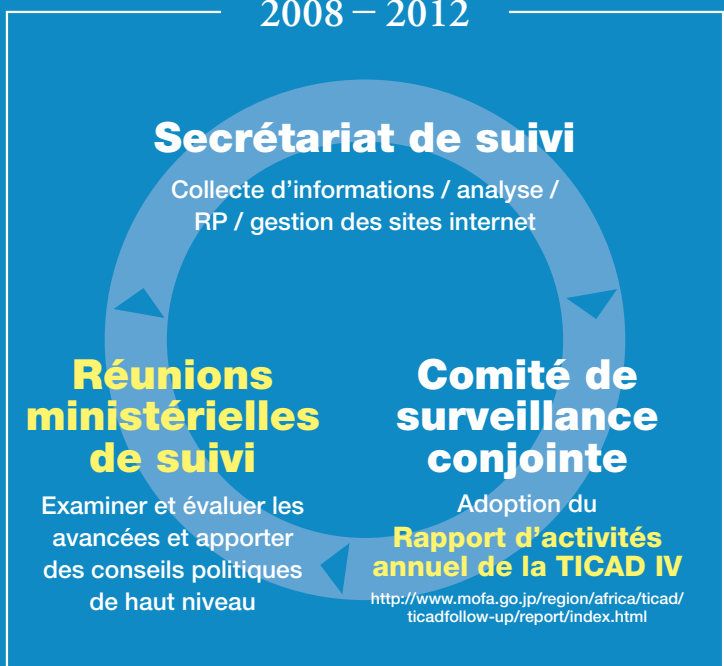 2008 – 2012
Secrétariat de suivi
Collecte d'informations / analyse /
RP / gestion des sites internet
Réunions
ministérielles
de suivi
Examiner et évaluer les
avancées et apporter
des conseils politiques
de haut niveau
Comité de
surveillance
conjointe
Adoption du
Rapport d'activités
annuel de la TICAD IV
http://www.mofa.go.jp/region/africa/ticad/
ticadfollow-up/report/index.html